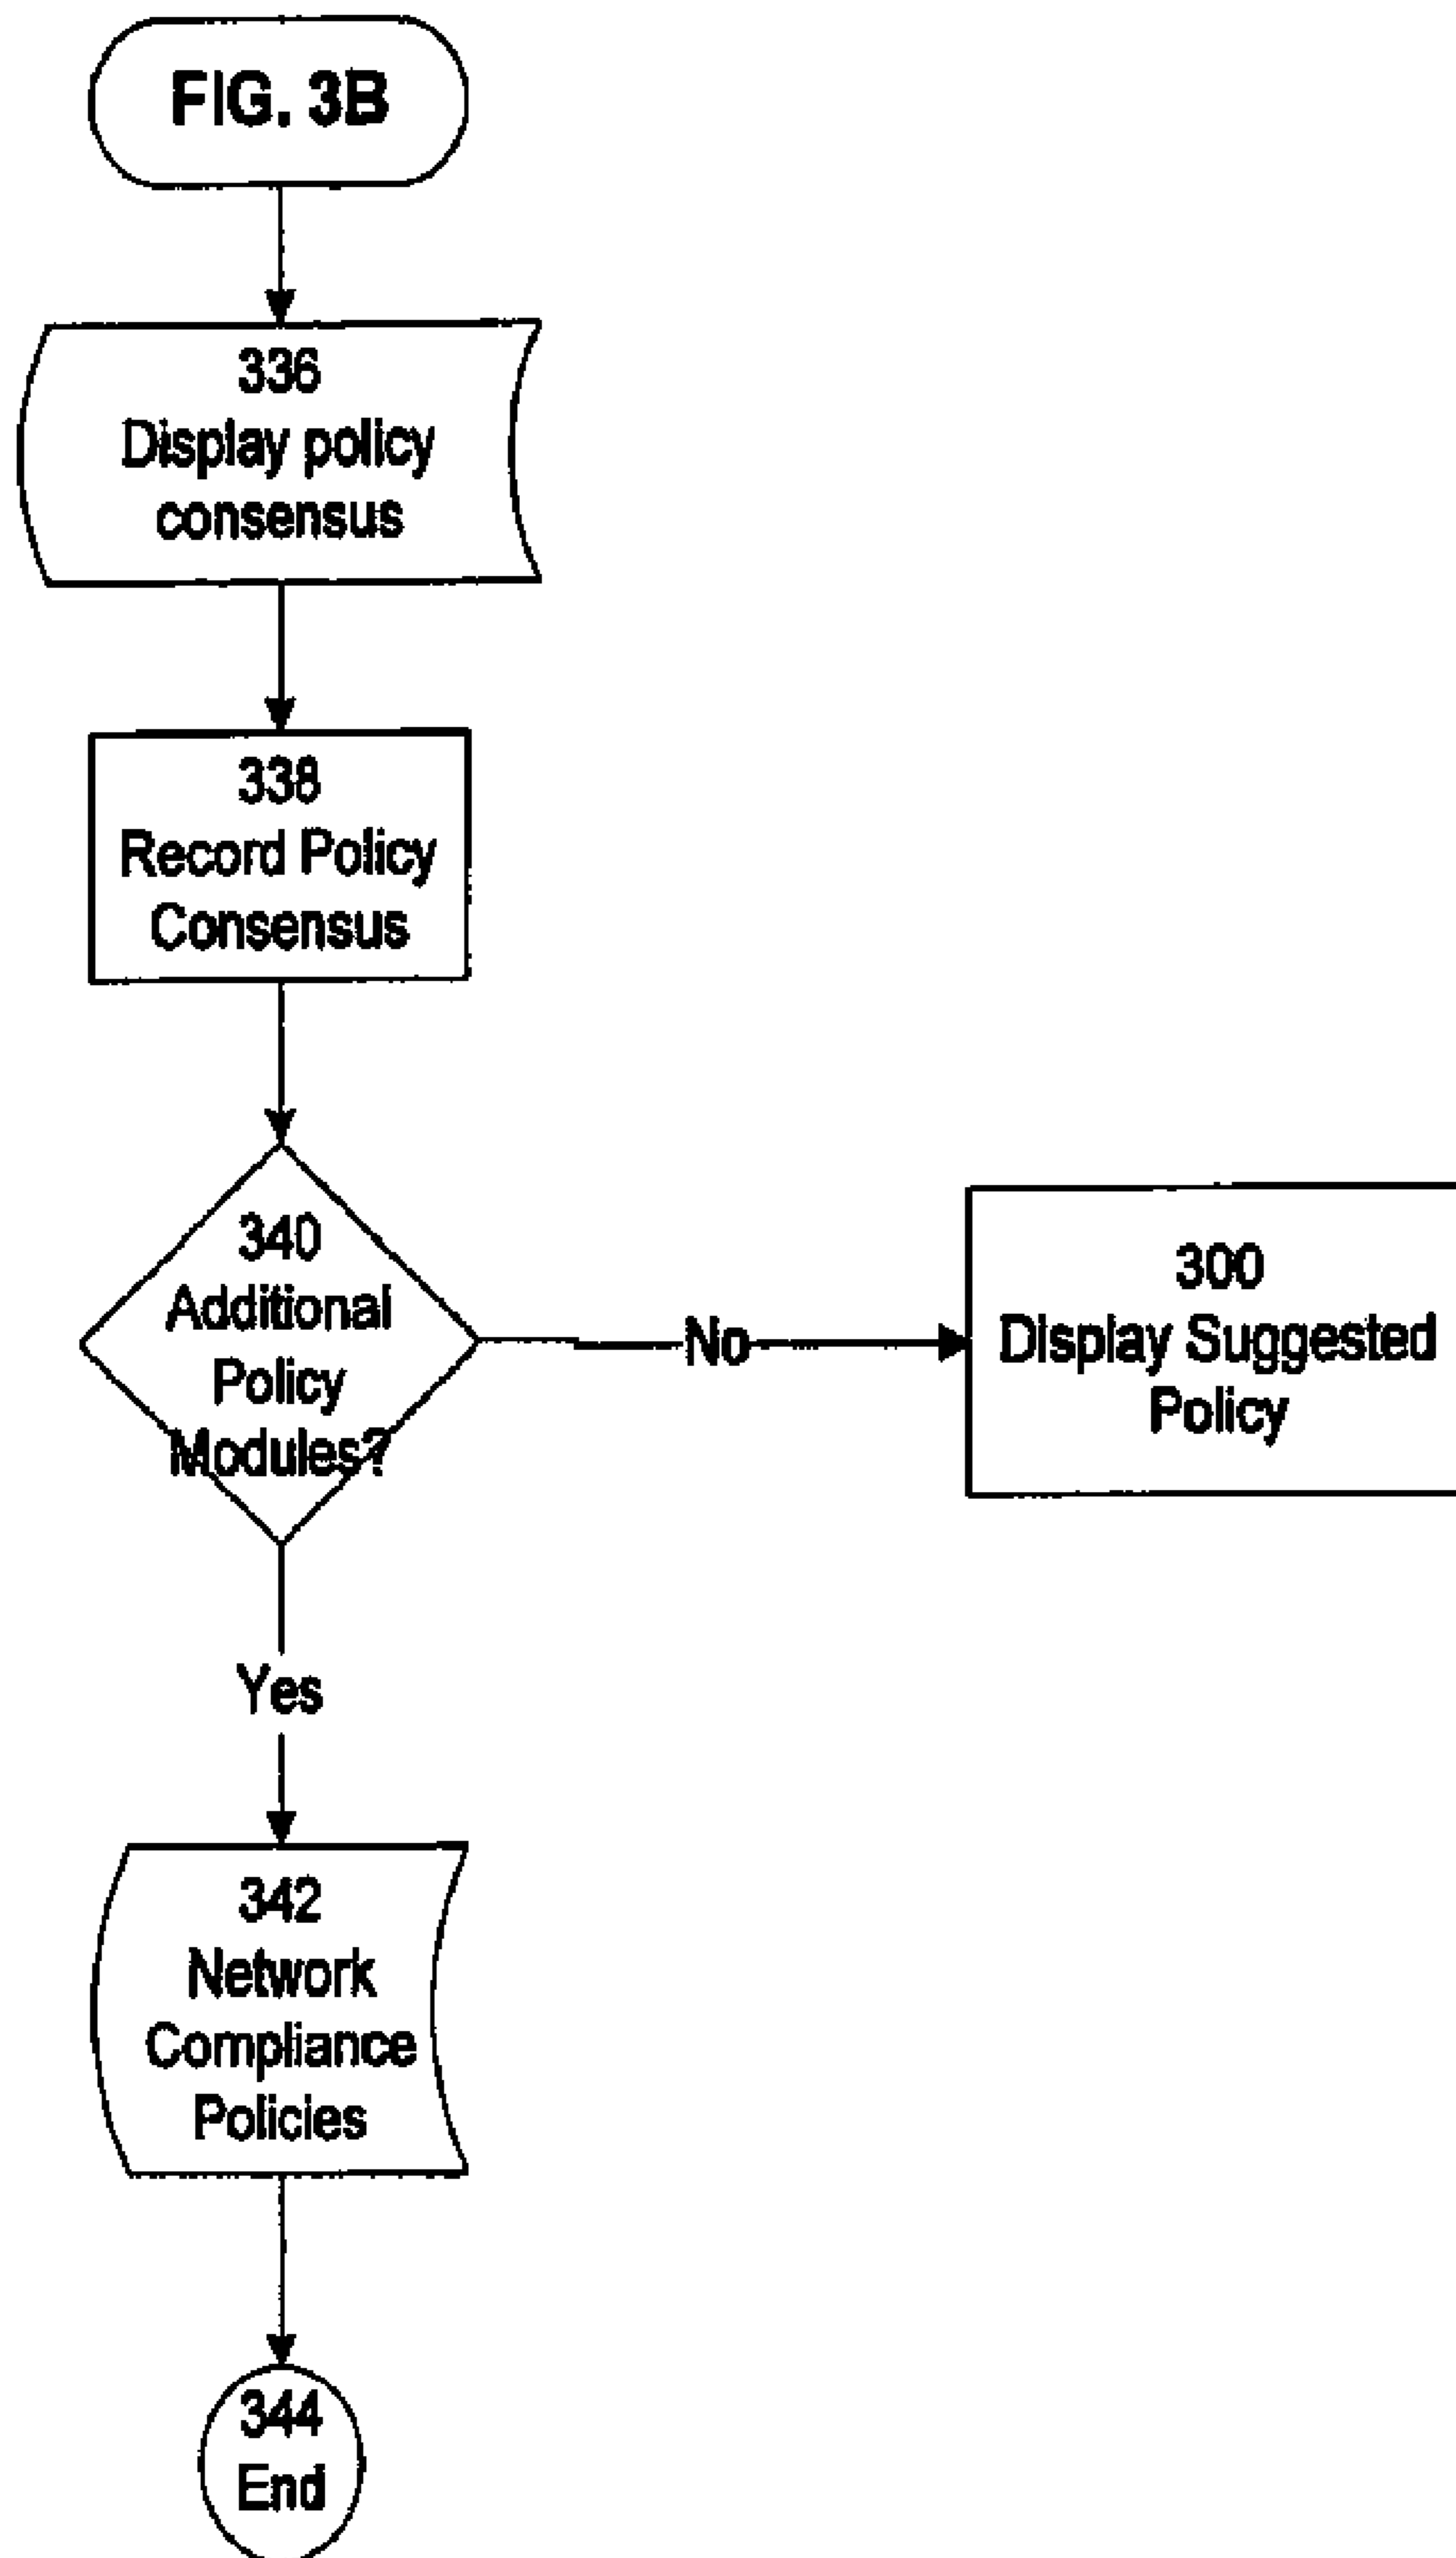 FIG. 3B
336
Display policy
consensus
338
Record Policy
Consensus
340
Additional
Policy
Modules?
No
300
Display Suggested
Policy
Yes
342
Network
Compliance
Policies
344
End